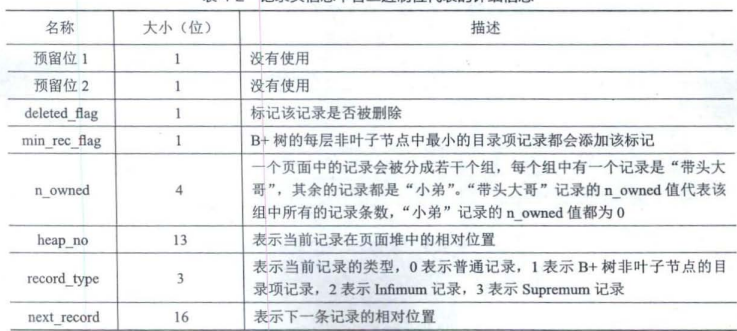 名称 大小（位） 描述
预留位 1 1 没有使用
预留位 2 1 没有使用
deleted_flag 1 标记该记录是否被删除
min_rec_flag 1 B+ 树的每层非叶子节点中最小的目录项记录都会添加该标记
一个页面中的记录会被分成若干个组，每个组中有一个记录是“带头大
n_owned 4 哥”，其余的记录都是“小弟”。“带头大哥”记录的 n_owned 值代表该
组中所有的记录条数，“小弟”记录的 n_owned 值都为 0
heap_no 13 表示当前记录在页面堆中的相对位置
record_type 3 表示当前记录的类型，0 表示普通记录，1 表示 B+ 树非叶子节点的目
录项记录，2 表示 Infimum 记录，3 表示 Supremum 记录
next_record 16 表示下一条记录的相对位置